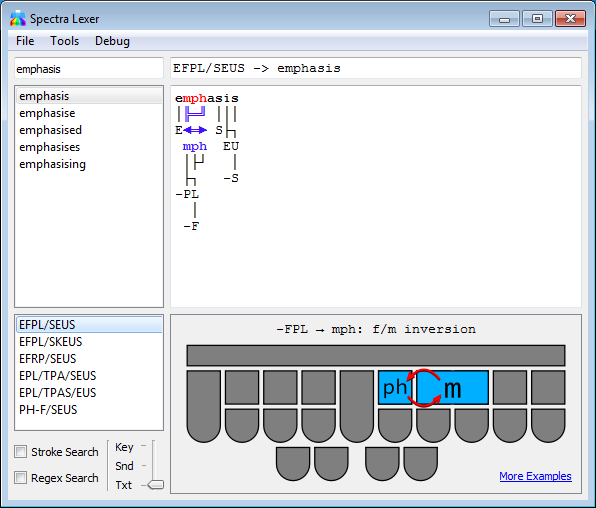 Spectra Lexer
File Tools Debug
emphasis
EFPL/SEUS -> emphasis
emphasis
emphasise
emphasised
emphasises
emphasising
emphasis
E S
mph EU
-S
-PL
-F
EFPL/SEUS
EFPL/SKEUS
EFRP/SEUS
EPL/TPA/SEUS
EPL/TPAS/EUS
PH-F/SEUS
-FPL → mph: f/m inversion
ph m
Stroke Search
Regex Search
Key
Snd
Txt
More Examples